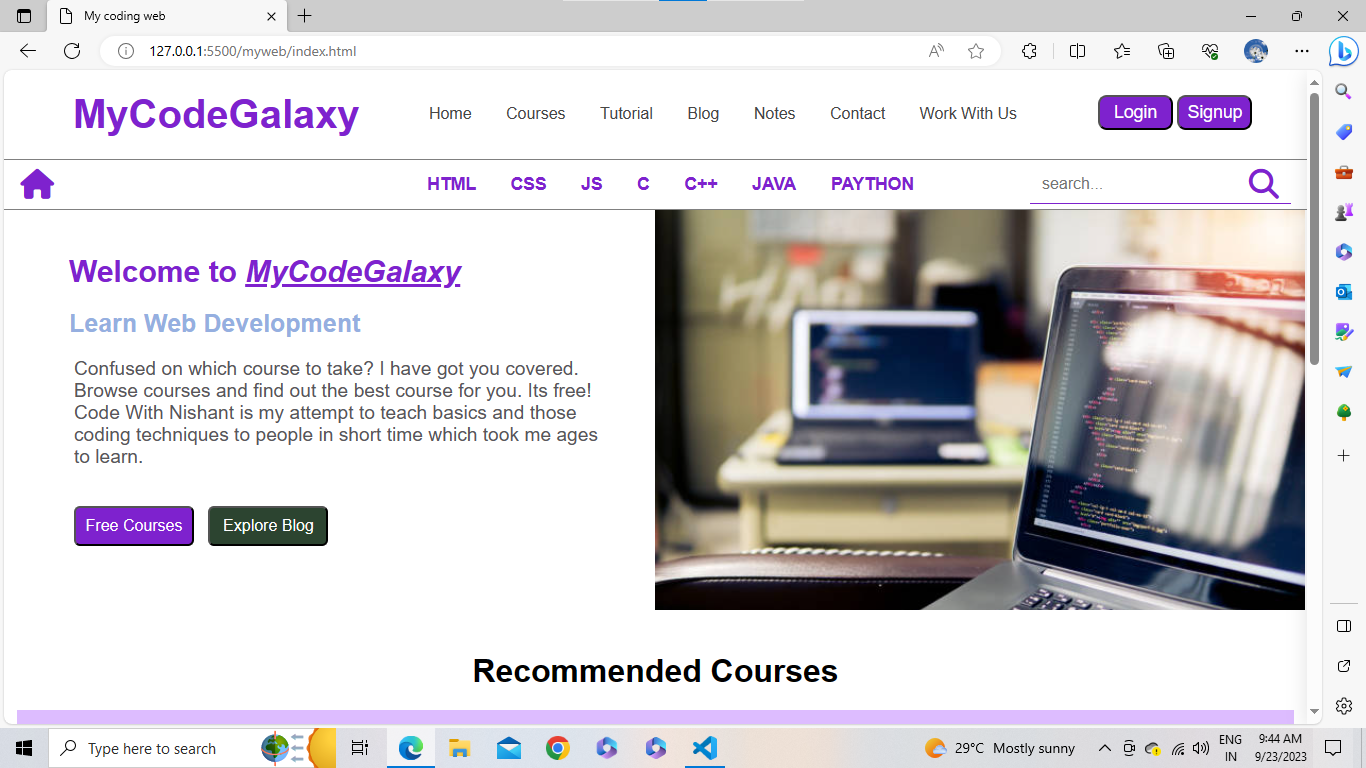 My coding web
127.0.0.1:5500/myweb/index.html
MyCodeGalaxy
Home Courses Tutorial Blog Notes Contact Work With Us
Login Signup
HTML CSS JS C C++ JAVA PAYTHON
search...
Welcome to MyCodeGalaxy
Learn Web Development
Confused on which course to take? I have got you covered.
Browse courses and find out the best course for you. Its free!
Code With Nishant is my attempt to teach basics and those
coding techniques to people in short time which took me ages
to learn.
Free Courses Explore Blog
Recommended Courses
Type here to search
29°C Mostly sunny
ENG
IN
9:44 AM
9/23/2023